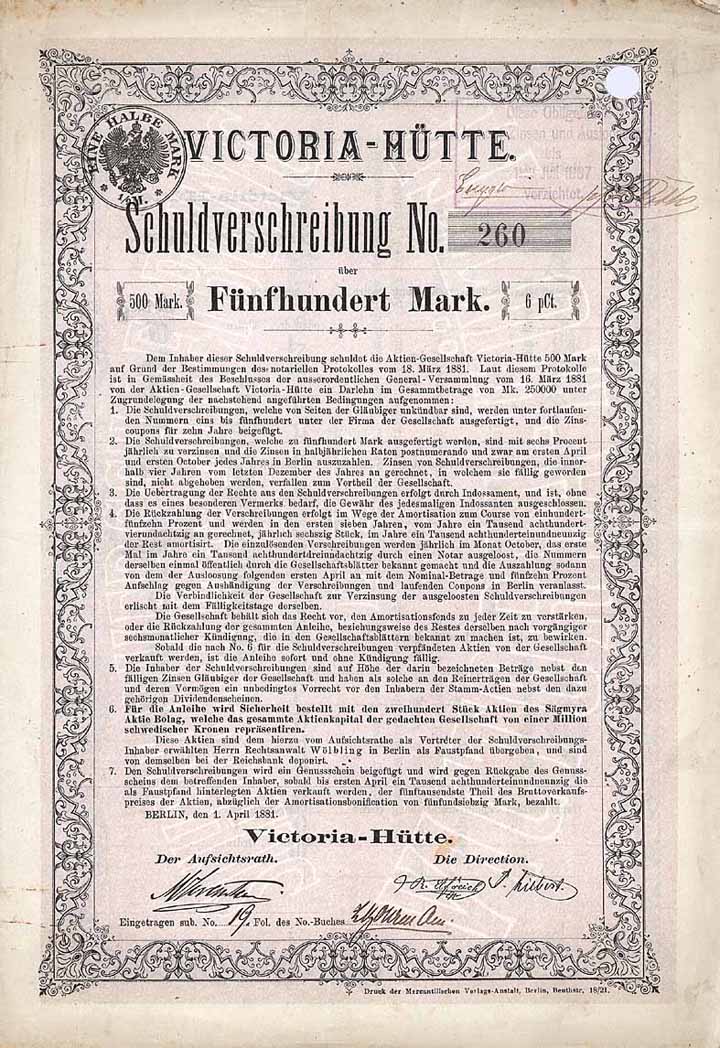 EINE HALBE MARK
½ M.
VICTORIA-HÜTTE.
Diese Obligation
Zinsen und
bis
verzichtet
Schuldverschreibung No. 260
über
500 Mark. Fünfhundert Mark. 6 pCt.
Dem Inhaber dieser Schuldverschreibung schuldet die Aktien-Gesellschaft Victoria-Hütte 500 Mark
auf Grund der Bestimmungen des notariellen Protokolles vom 18. März 1881. Laut diesem Protokolle
ist in Gemässheit des Beschlusses der ausserordentlichen General-Versammlung vom 16. März 1881
von der Aktien-Gesellschaft Victoria-Hütte ein Darlehn im Gesammtbetrage von Mk. 250000 unter
Zugrundelegung der nachstehend angeführten Bedingungen aufgenommen:
1. Die Schuldverschreibungen, welche von Seiten der Gläubiger unkündbar sind, werden unter fortlaufen-
den Nummern eins bis fünfhundert unter der Firma der Gesellschaft ausgefertigt, und die Zins-
coupons für zehn Jahre beigefügt.
2. Die Schuldverschreibungen, welche zu fünfhundert Mark ausgefertigt werden, sind mit sechs Procent
jährlich zu verzinsen und die Zinsen in halbjährlichen Raten postnumerando und zwar am ersten April
und ersten October jedes Jahres in Berlin auszuzahlen. Zinsen von Schuldverschreibungen, die inner-
halb vier Jahren vom letzten Dezember des Jahres an gerechnet, in welchem sie fällig geworden
sind, nicht abgehoben werden, verfallen zum Vortheil der Gesellschaft.
3. Die Uebertragung der Rechte aus den Schuldverschreibungen erfolgt durch Indossament, und ist, ohne
dass es eines besonderen Vermerks bedarf, die Gewähr des jedesmaligen Indossanten ausgeschlossen.
4. Die Rückzahlung der Verschreibungen erfolgt im Wege der Amortisation zum Course von einhundert-
fünfzehn Prozent und werden in den ersten sieben Jahren, vom Jahre ein Tausend achthundert-
vierundachtzig an gerechnet, jährlich sechszig Stück, im Jahre ein Tausend achthunderteinundneunzig
der Rest amortisirt. Die einzulösenden Verschreibungen werden jährlich im Monat October, das erste
Mal im Jahre ein Tausend achthundertdreiundachtzig durch einen Notar ausgeloost, die Nummern
derselben einmal öffentlich durch die Gesellschaftsblätter bekannt gemacht und die Auszahlung sodann
von dem der Ausloosung folgenden ersten April an mit dem Nominal-Betrage und fünfzehn Prozent
Aufschlag gegen Aushändigung der Verschreibungen und laufenden Coupons in Berlin veranlasst.
Die Verbindlichkeit der Gesellschaft zur Verzinsung der ausgeloosten Schuldverschreibungen
erlischt mit dem Fälligkeitstage derselben.
Die Gesellschaft behält sich das Recht vor, den Amortisationsfonds zu jeder Zeit zu verstärken,
oder die Rückzahlung der gesammten Anleihe, beziehungsweise des Restes derselben nach vorgängiger
sechsmonatlicher Kündigung, die in den Gesellschaftsblättern bekannt zu machen ist, zu bewirken.
Sobald die nach No. 6 für die Schuldverschreibungen verpfändeten Aktien von der Gesellschaft
verkauft werden, ist die Anleihe sofort und ohne Kündigung fällig.
5. Die Inhaber der Schuldverschreibungen sind auf Höhe der darin bezeichneten Beträge nebst den
fälligen Zinsen Gläubiger der Gesellschaft und haben als solche an den Reinerträgen der Gesellschaft
und deren Vermögen ein unbedingtes Vorrecht vor den Inhabern der Stamm-Actien nebst den dazu
gehörigen Dividendenscheinen.
6. Für die Anleihe wird Sicherheit bestellt mit den zweihundert Stück Aktien des Sägmyra
Aktie Bolag, welche das gesammte Aktienkapital der gedachten Gesellschaft von einer Million
schwedischer Kronen repräsentiren.
Diese Aktien sind dem hierzu vom Aufsichtsrathe als Vertreter der Schuldverschreibungs-
Inhaber erwählten Herrn Rechtsanwalt Wölbling in Berlin als Faustpfand übergeben, und sind
von demselben bei der Reichsbank deponirt.
7. Den Schuldverschreibungen wird ein Genussschein beigefügt und wird gegen Rückgabe des Genuss-
scheins dem betreffenden Inhaber, sobald bis ersten April ein Tausend achthunderteinundneunzig die
als Faustpfand hinterlegten Aktien verkauft werden, der fünftausendste Theil des Bruttoverkaufs-
preises der Aktien, abzüglich der Amortisationsbonification von fünfundsiebzig Mark, bezahlt.
BERLIN, den 1. April 1881.
Victoria-Hütte.
Der Aufsichtsrath. Die Direction.
P. Liebert.
Eingetragen sub. No. 19. Fol. des No.-Buches
Druck der Mercantilischen Verlags-Anstalt, Berlin, Beuthstr. 18/21.